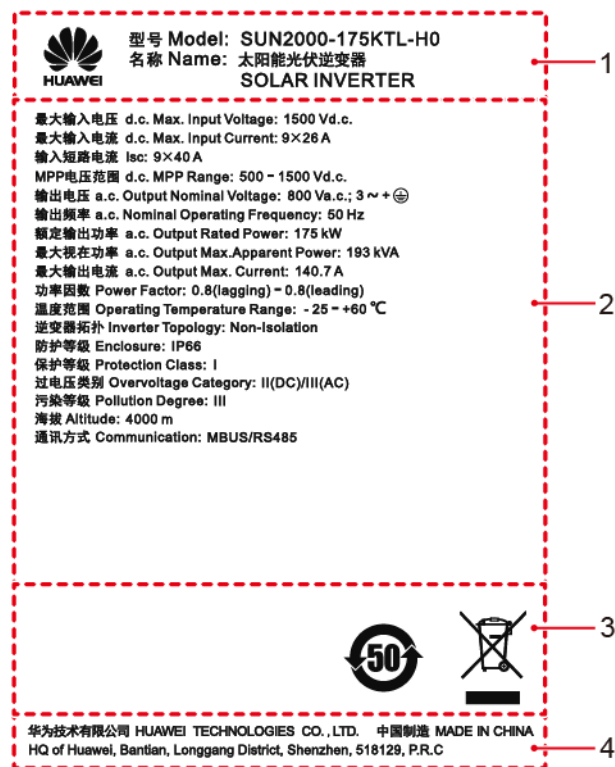 HUAWEI
型号 Model: SUN2000-175KTL-H0
名称 Name: 太阳能光伏逆变器
SOLAR INVERTER
1
最大输入电压 d.c. Max. Input Voltage: 1500 Vd.c.
最大输入电流 d.c. Max. Input Current: 9×26 A
输入短路电流 Isc: 9×40 A
MPP电压范围 d.c. MPP Range: 500 - 1500 Vd.c.
输出电压 a.c. Output Nominal Voltage: 800 Va.c.; 3 ~ + ⏚
输出频率 a.c. Nominal Operating Frequency: 50 Hz
额定输出功率 a.c. Output Rated Power: 175 kW
最大视在功率 a.c. Output Max.Apparent Power: 193 kVA
最大输出电流 a.c. Output Max. Current: 140.7 A
功率因数 Power Factor: 0.8(lagging) - 0.8(leading)
温度范围 Operating Temperature Range: - 25 - +60 ℃
2
逆变器拓扑 Inverter Topology: Non-Isolation
防护等级 Enclosure: IP66
保护等级 Protection Class: I
过电压类别 Overvoltage Category: II(DC)/III(AC)
污染等级 Pollution Degree: III
海拔 Altitude: 4000 m
通讯方式 Communication: MBUS/RS485
50
3
华为技术有限公司 HUAWEI TECHNOLOGIES CO., LTD. 中国制造 MADE IN CHINA
HQ of Huawei, Bantian, Longgang District, Shenzhen, 518129, P.R.C
4